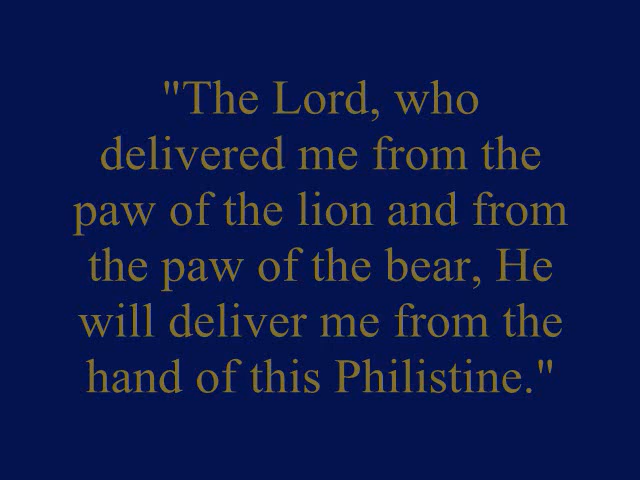 "The Lord, who
delivered me from the
paw of the lion and from
the paw of the bear, He
will deliver me from the
hand of this Philistine."